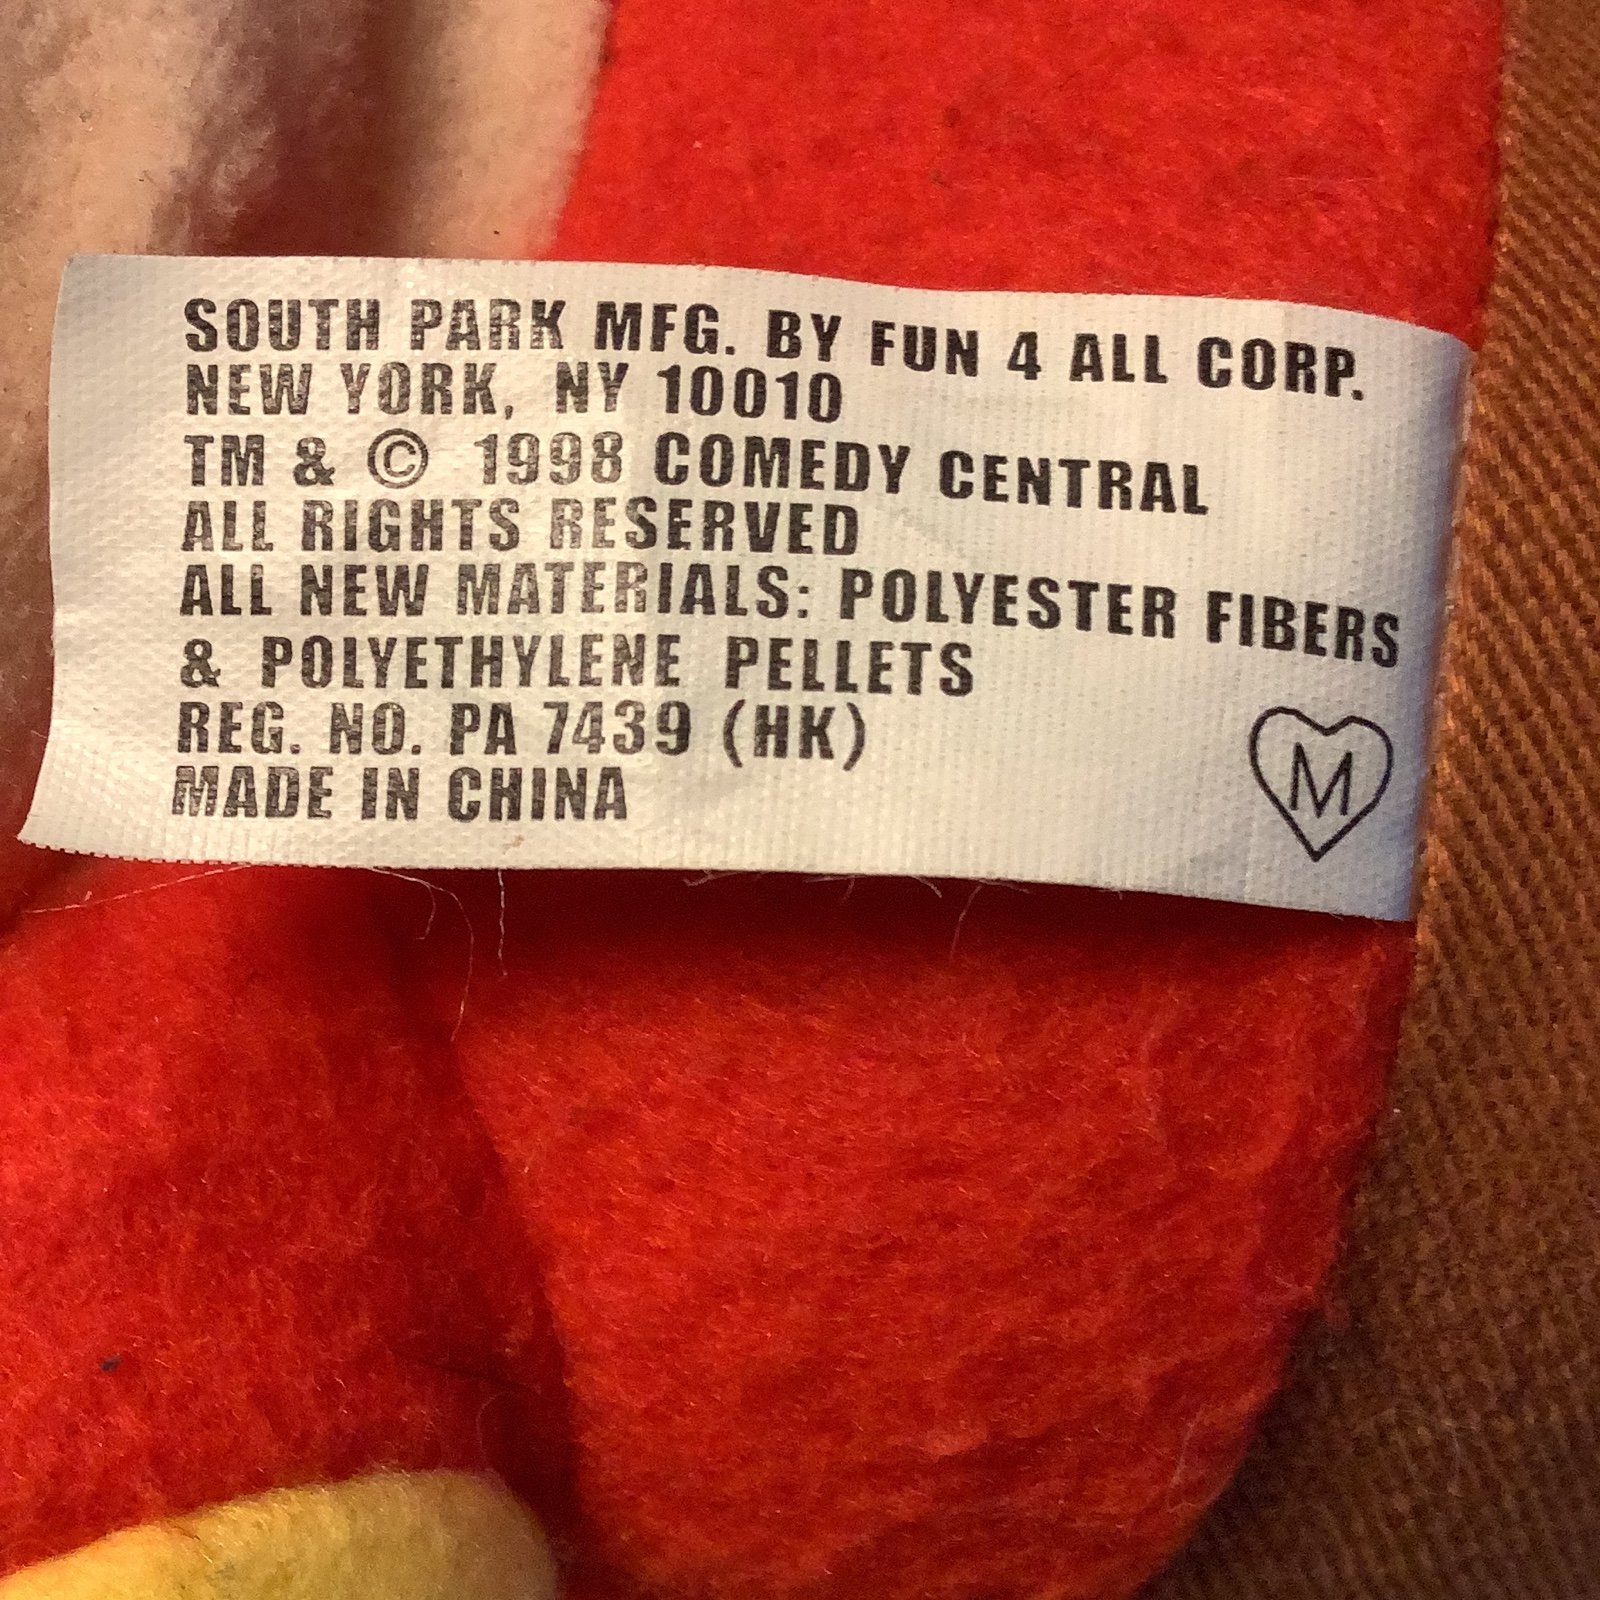 SOUTH PARK MFG. BY FUN 4 ALL CORP.
NEW YORK, NY 10010
TM & © 1998 COMEDY CENTRAL
ALL RIGHTS RESERVED
ALL NEW MATERIALS: POLYESTER FIBERS
& POLYETHYLENE PELLETS
REG. NO. PA 7439 (HK)
MADE IN CHINA
M